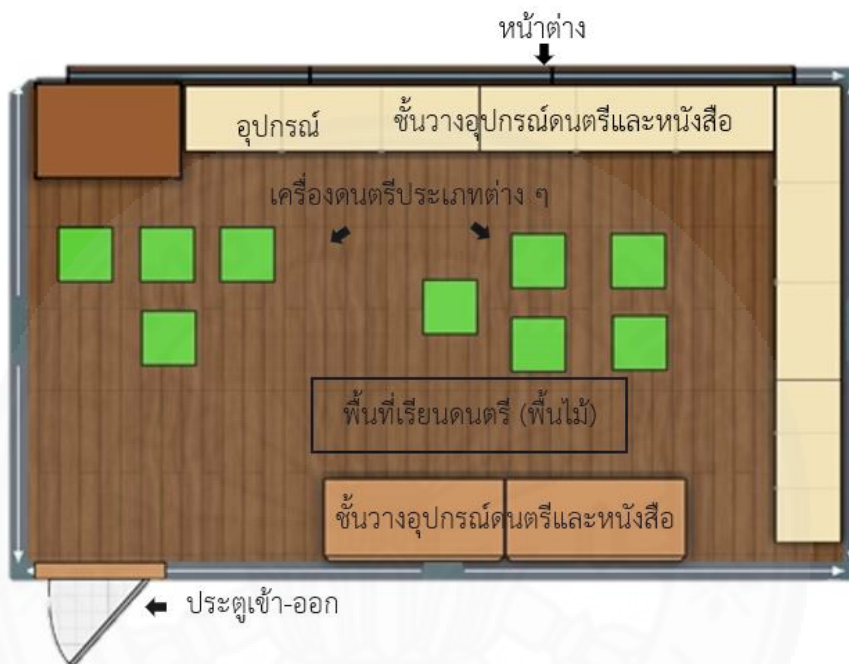 หน้าต่าง
อุปกรณ์
ชั้นวางอุปกรณ์ดนตรีและหนังสือ
เครื่องดนตรีประเภทต่าง ๆ
พื้นที่เรียนดนตรี (พื้นไม้)
ชั้นวางอุปกรณ์ดนตรีและหนังสือ
ประตูเข้า-ออก